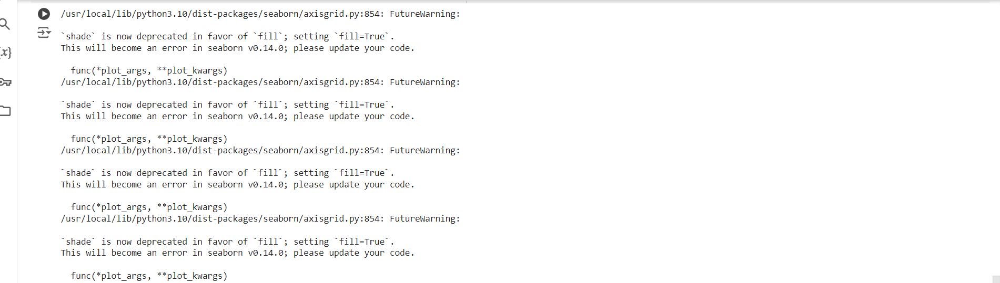 /usr/local/lib/python3.10/dist-packages/seaborn/axisgrid.py:854: FutureWarning:
`shade` is now deprecated in favor of `fill`; setting `fill=True`.
This will become an error in seaborn v0.14.0; please update your code.
func(*plot_args, **plot_kwargs)
/usr/local/lib/python3.10/dist-packages/seaborn/axisgrid.py:854: FutureWarning:
`shade` is now deprecated in favor of `fill`; setting `fill=True`.
This will become an error in seaborn v0.14.0; please update your code.
func(*plot_args, **plot_kwargs)
/usr/local/lib/python3.10/dist-packages/seaborn/axisgrid.py:854: FutureWarning:
`shade` is now deprecated in favor of `fill`; setting `fill=True`.
This will become an error in seaborn v0.14.0; please update your code.
func(*plot_args, **plot_kwargs)
/usr/local/lib/python3.10/dist-packages/seaborn/axisgrid.py:854: FutureWarning:
`shade` is now deprecated in favor of `fill`; setting `fill=True`.
This will become an error in seaborn v0.14.0; please update your code.
func(*plot_args, **plot_kwargs)
{x}